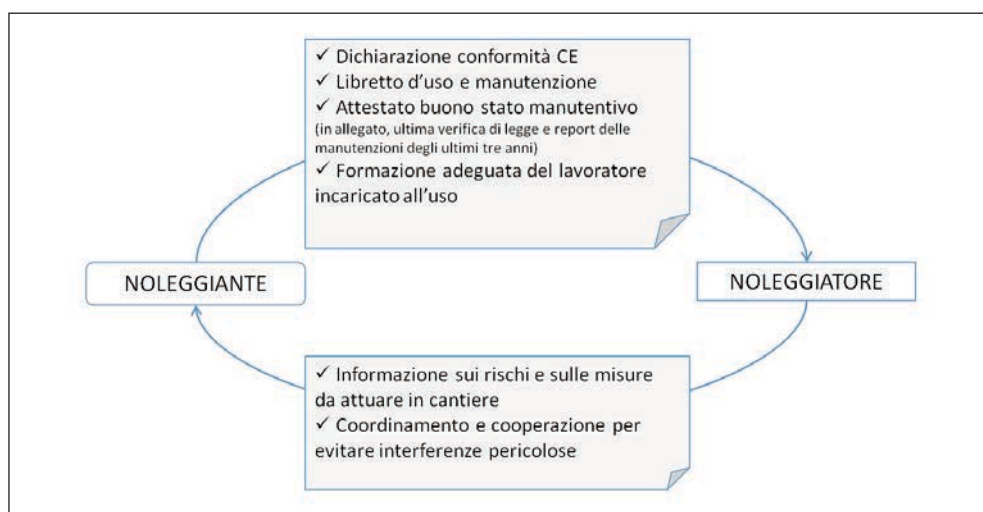 ✓ Dichiarazione conformità CE
✓ Libretto d'uso e manutenzione
✓ Attestato buono stato manutentivo
(in allegato, ultima verifica di legge e report delle
manutenzioni degli ultimi tre anni)
✓ Formazione adeguata del lavoratore
incaricato all'uso
NOLEGGIANTE
NOLEGGIATORE
✓ Informazione sui rischi e sulle misure
da attuare in cantiere
✓ Coordinamento e cooperazione per
evitare interferenze pericolose